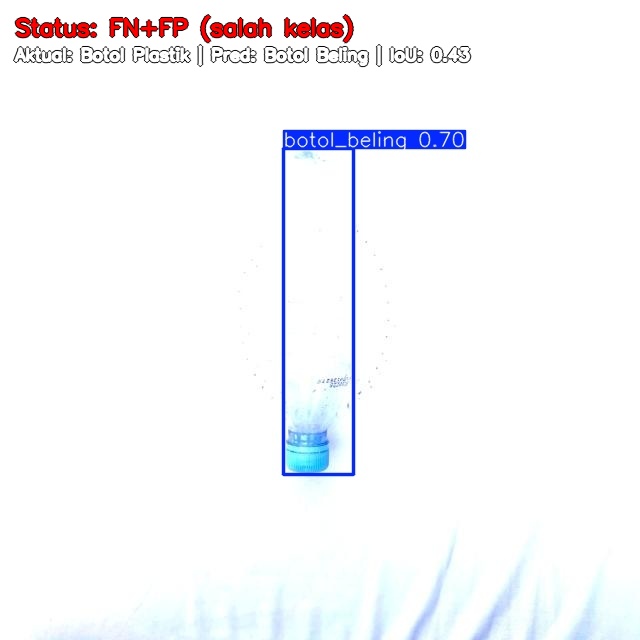 Status: FN+FP (salah kelas)
Aktual: Botol Plastik | Pred: Botol Beling | IoU: 0.43
botol_beling 0.70